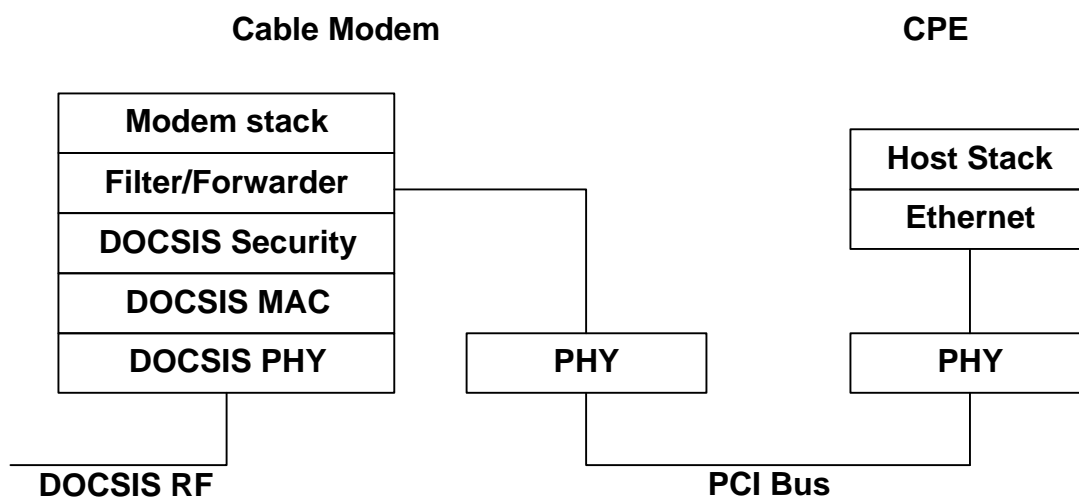 Cable Modem
CPE
Modem stack
Filter/Forwarder
DOCSIS Security
DOCSIS MAC
DOCSIS PHY
PHY
Host Stack
Ethernet
PHY
DOCSIS RF
PCI Bus